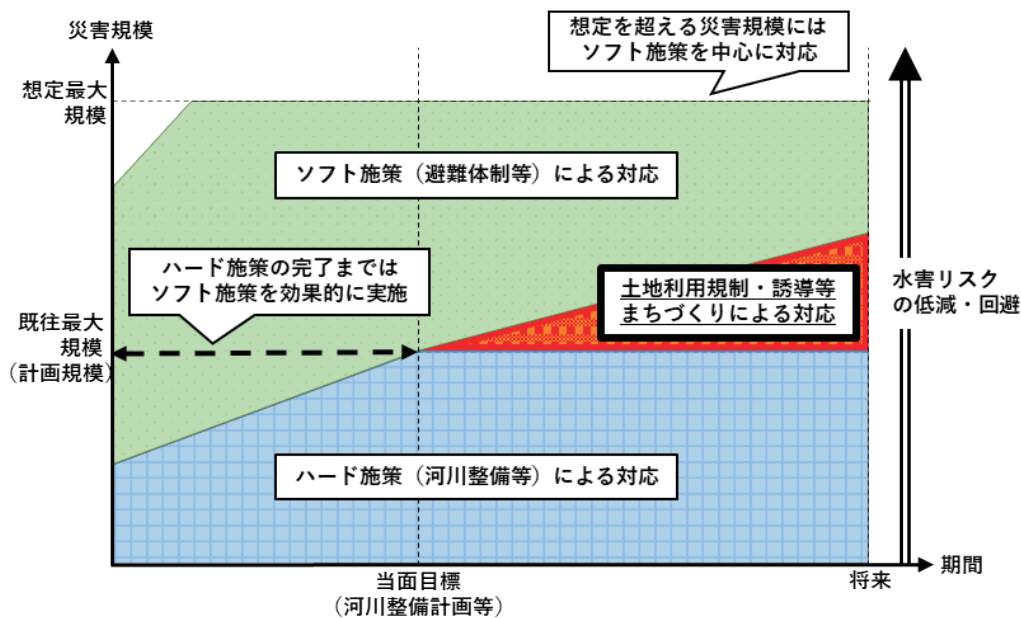 災害規模
想定を超える災害規模には
ソフト施策を中心に対応
想定最大
規模
ソフト施策（避難体制等）による対応
ハード施策の完了までは
ソフト施策を効果的に実施
土地利用規制・誘導等
まちづくりによる対応
水害リスク
の低減・回避
既往最大
規模
（計画規模）
ハード施策（河川整備等）による対応
期間
当面目標
（河川整備計画等）
将来